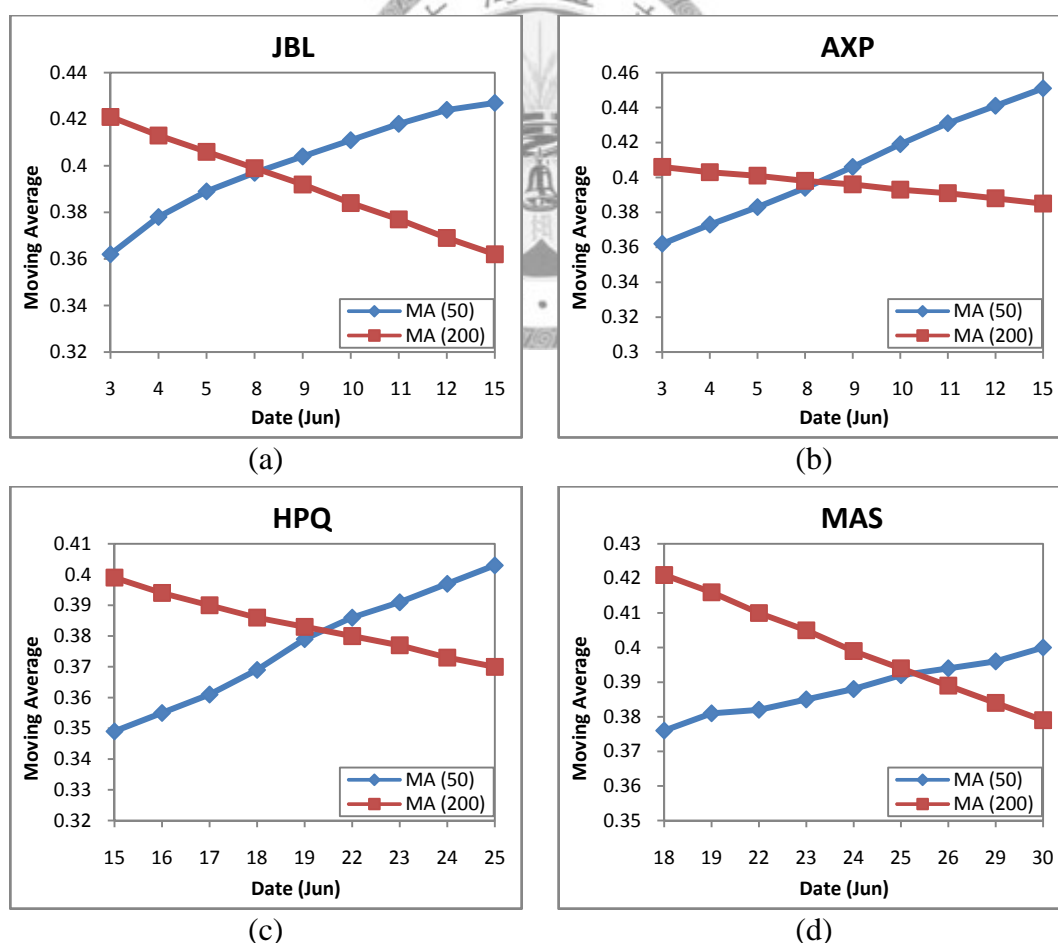 JBL
0.44
0.42
0.4
0.38
0.36
0.34
0.32
Moving Average
MA (50)
MA (200)
3 4 5 8 9 10 11 12 15
Date (Jun)
(a)
AXP
0.46
0.44
0.42
0.4
0.38
0.36
0.34
0.32
0.3
Moving Average
MA (50)
MA (200)
3 4 5 8 9 10 11 12 15
Date (Jun)
(b)
HPQ
0.41
0.4
0.39
0.38
0.37
0.36
0.35
0.34
0.33
0.32
Moving Average
MA (50)
MA (200)
15 16 17 18 19 22 23 24 25
Date (Jun)
(c)
MAS
0.43
0.42
0.41
0.4
0.39
0.38
0.37
0.36
0.35
Moving Average
MA (50)
MA (200)
18 19 22 23 24 25 26 29 30
Date (Jun)
(d)